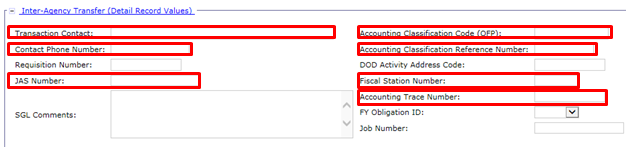 Inter-Agency Transfer (Detail Record Values)
Transaction Contact:
Accounting Classification Code (OFP):
Contact Phone Number:
Accounting Classification Reference Number:
Requisition Number:
DOD Activity Address Code:
JAS Number:
Fiscal Station Number:
Accounting Trace Number:
SGL Comments:
FY Obligation ID:
Job Number: